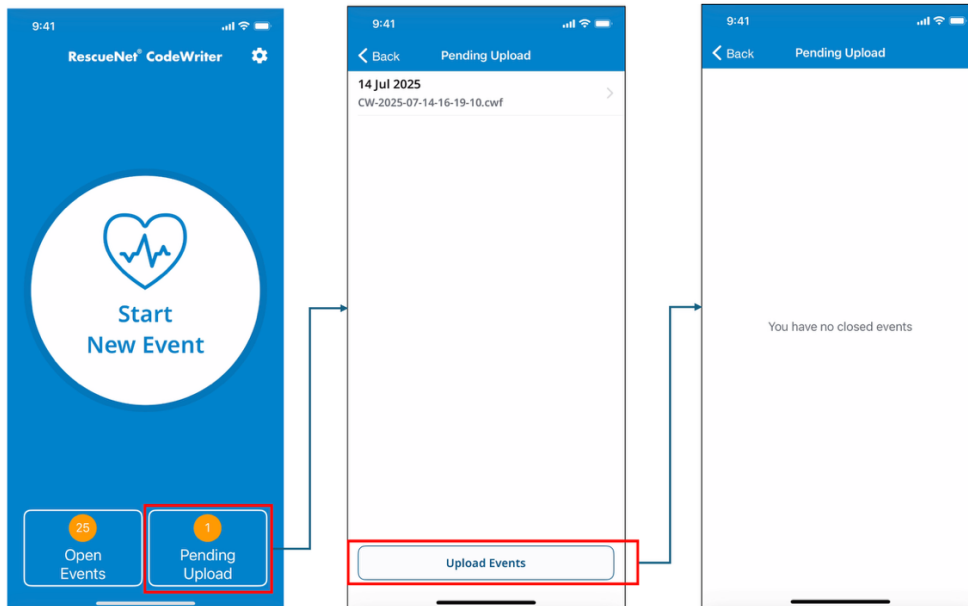 9:41
RescueNet® CodeWriter
Start
New Event
25
Open
Events
1
Pending
Upload
9:41
Back
Pending Upload
14 Jul 2025
CW-2025-07-14-16-19-10.cwf
Upload Events
9:41
Back
Pending Upload
You have no closed events